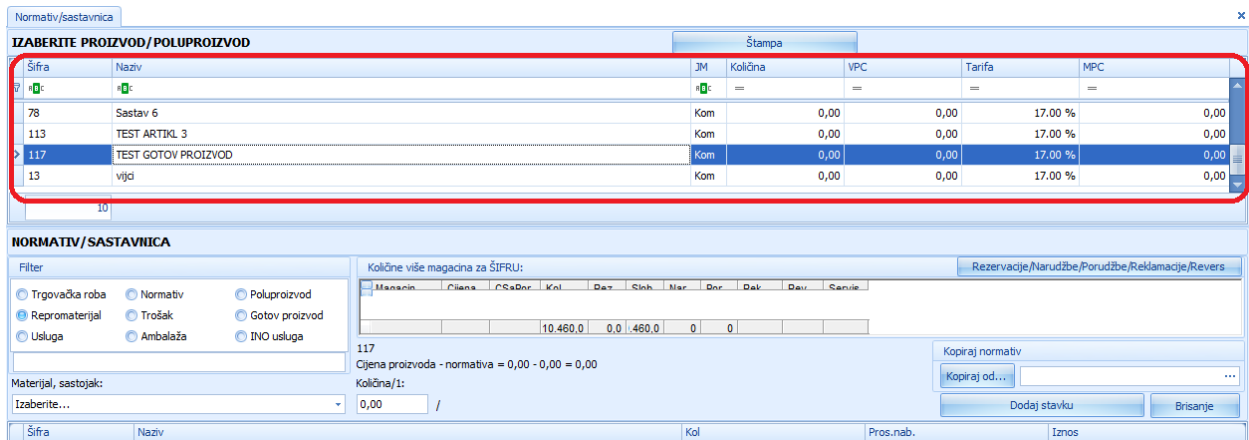 Normativ/sastavnica
IZABERITE PROIZVOD/POLUPROIZVOD Štampa
Šifra Naziv JM Količina VPC Tarifa MPC
ABC ABC ABC = = = =
78 Sastav 6 Kom 0,00 0,00 17.00 % 0,00
113 TEST ARTIKL 3 Kom 0,00 0,00 17.00 % 0,00
117 TEST GOTOV PROIZVOD Kom 0,00 0,00 17.00 % 0,00
13 vijci Kom 0,00 0,00 17.00 % 0,00
10
NORMATIV/SASTAVNICA
Filter Količine više magacina za ŠIFRU: Rezervacije/Narudžbe/Porudžbe/Reklamacije/Revers
Trgovačka roba Normativ Poluproizvod
Magacin Cijena CSaPor Kol Rez Slob Nar Por Rek Rev Servis
Repromaterijal Trošak Gotov proizvod
Usluga Ambalaža INO usluga
10.460,0 0,0 .460,0 0 0
117
Cijena proizvoda - normativa = 0,00 - 0,00 = 0,00
Kopiraj normativ
Kopiraj od... ...
Materijal, sastojak: Količina/1:
Izaberite... 0,00 /
Dodaj stavku Brisanje
Šifra Naziv Kol Pros.nab. Iznos